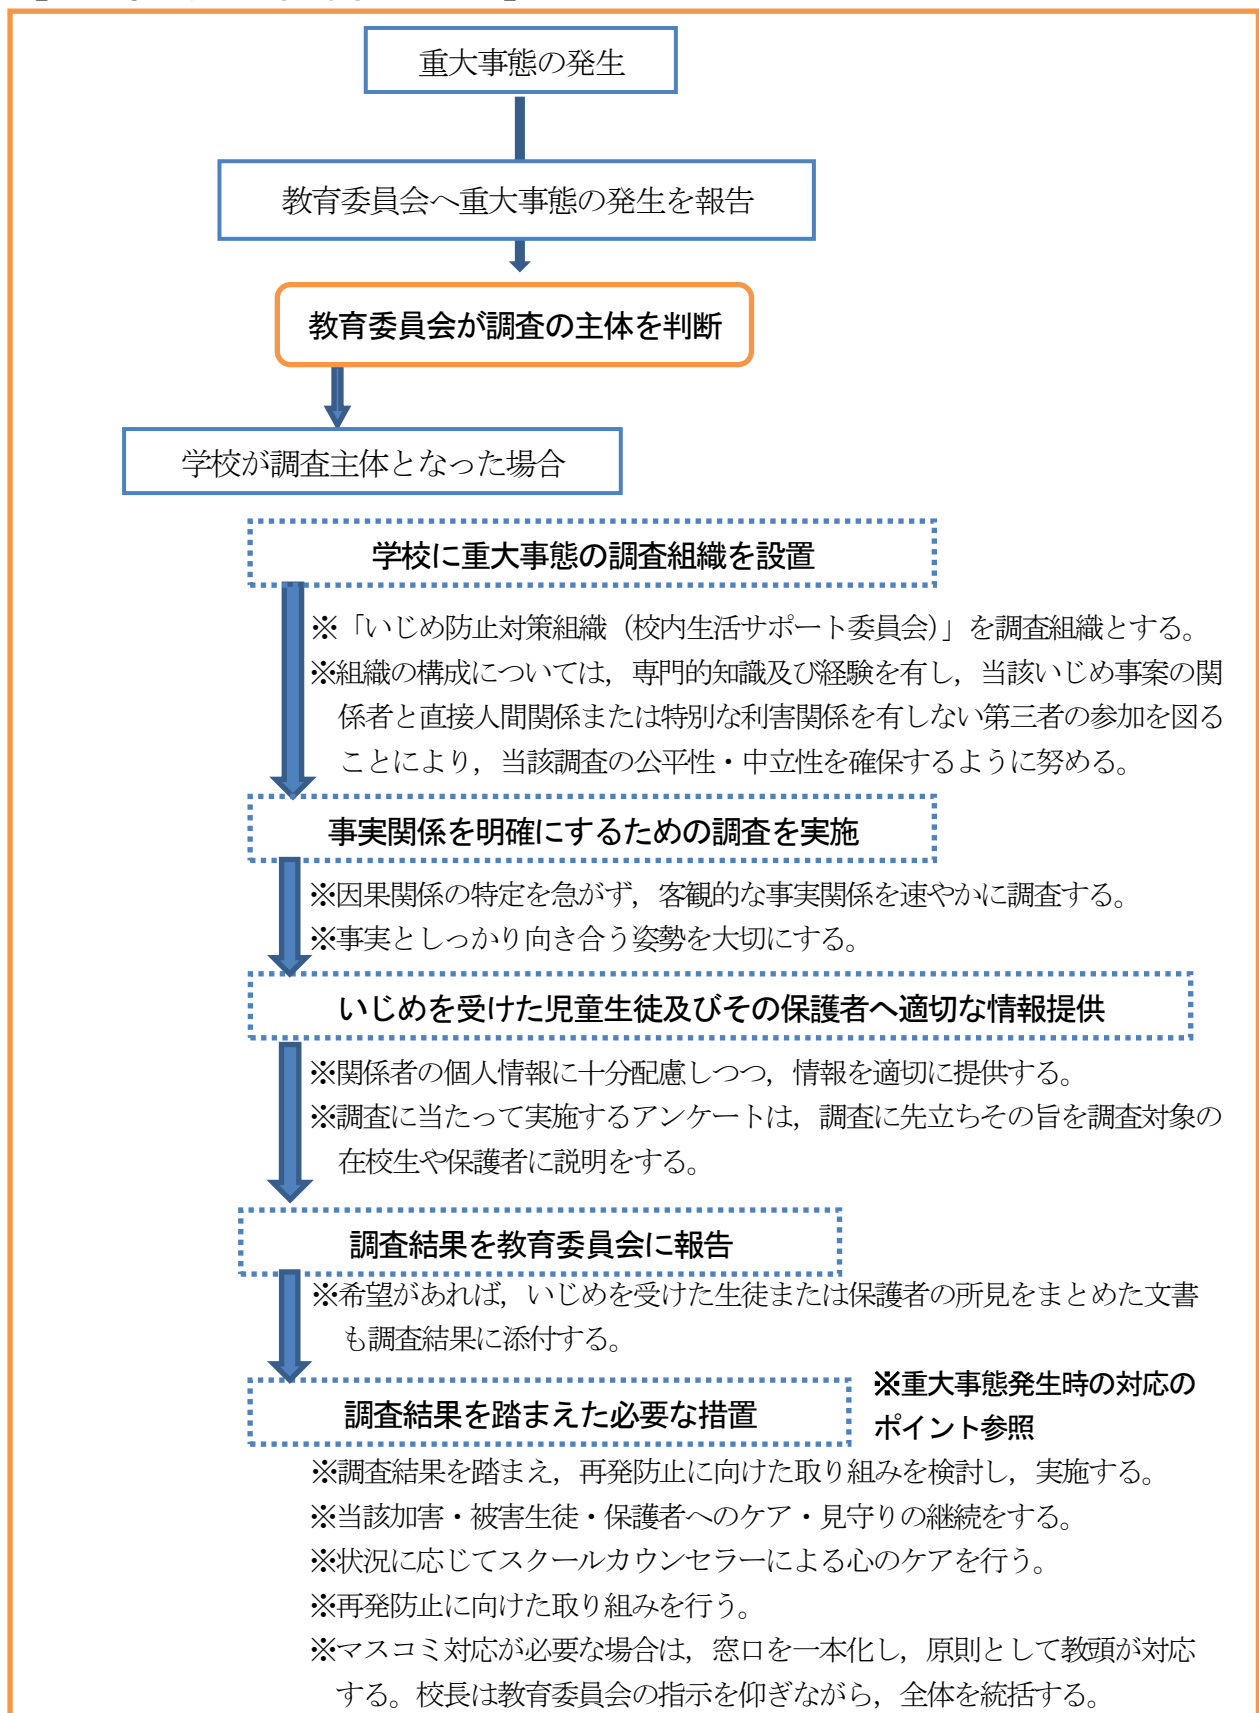 重大事態の発生
教育委員会へ重大事態の発生を報告
教育委員会が調査の主体を判断
学校が調査主体となった場合
学校に重大事態の調査組織を設置
※「いじめ防止対策組織（校内生活サポート委員会）」を調査組織とする。
※組織の構成については，専門的知識及び経験を有し，当該いじめ事案の関
係者と直接人間関係または特別な利害関係を有しない第三者の参加を図る
ことにより，当該調査の公平性・中立性を確保するように努める。
事実関係を明確にするための調査を実施
※因果関係の特定を急がず，客観的な事実関係を速やかに調査する。
※事実としっかり向き合う姿勢を大切にする。
いじめを受けた児童生徒及びその保護者へ適切な情報提供
※関係者の個人情報に十分配慮しつつ，情報を適切に提供する。
※調査に当たって実施するアンケートは，調査に先立ちその旨を調査対象の
在校生や保護者に説明をする。
調査結果を教育委員会に報告
※希望があれば，いじめを受けた生徒または保護者の所見をまとめた文書
も調査結果に添付する。
調査結果を踏まえた必要な措置
※重大事態発生時の対応の
ポイント参照
※調査結果を踏まえ，再発防止に向けた取り組みを検討し，実施する。
※当該加害・被害生徒・保護者へのケア・見守りの継続をする。
※状況に応じてスクールカウンセラーによる心のケアを行う。
※再発防止に向けた取り組みを行う。
※マスコミ対応が必要な場合は，窓口を一本化し，原則として教頭が対応
する。校長は教育委員会の指示を仰ぎながら，全体を統括する。